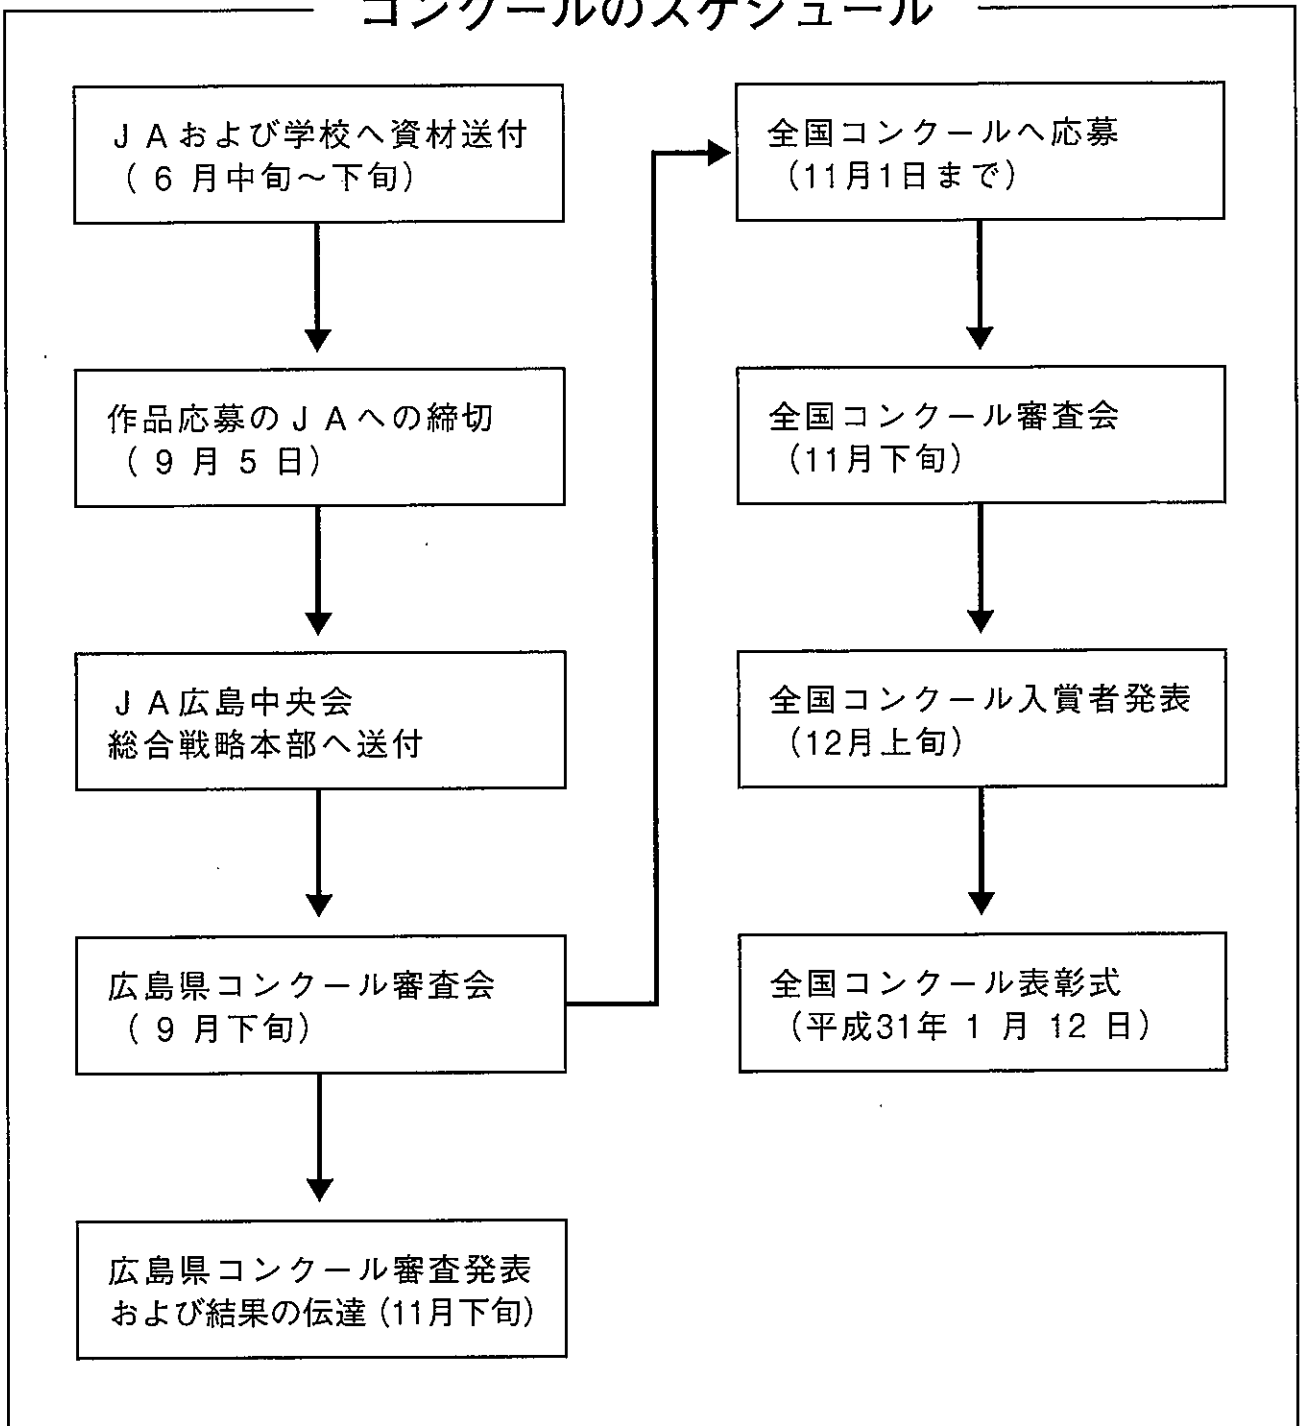 コンクールのスケジュール
JAおよび学校へ資材送付
(6月中旬～下旬)
作品応募のJAへの締切
(9月5日)
JA広島中央会
総合戦略本部へ送付
広島県コンクール審査会
(9月下旬)
広島県コンクール審査発表
および結果の伝達(11月下旬)
全国コンクールへ応募
(11月1日まで)
全国コンクール審査会
(11月下旬)
全国コンクール入賞者発表
(12月上旬)
全国コンクール表彰式
(平成31年1月12日)